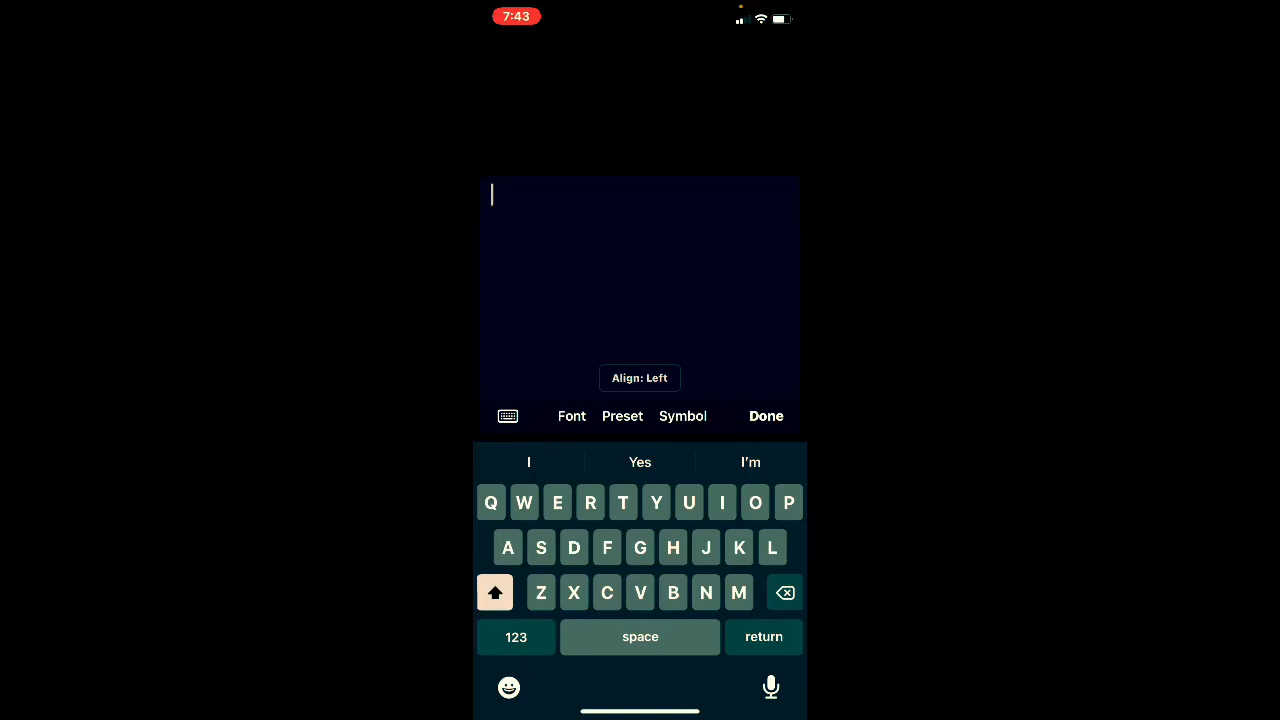 7:43
Align: Left
Font Preset Symbol Done
I Yes I'm
Q W E R T Y U I O P
A S D F G H J K L
Z X C V B N M
123 space return